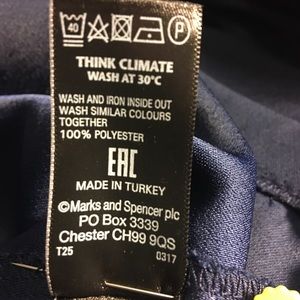 40 P
THINK CLIMATE
WASH AT 30°C
WASH AND IRON INSIDE OUT
WASH SIMILAR COLOURS
TOGETHER
100% POLYESTER
EAC
MADE IN TURKEY
©Marks and Spencer plc
PO Box 3339
Chester CH99 9QS
T25 0317